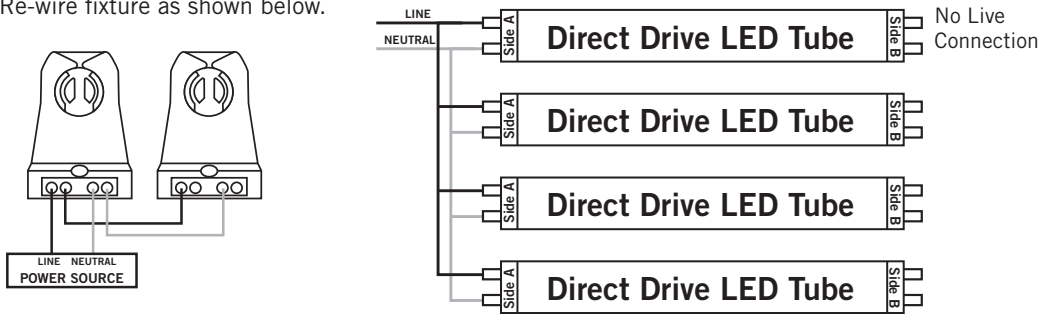 Re-wire fixture as shown below.
LINE NEUTRAL
POWER SOURCE
LINE
NEUTRAL
Side A Direct Drive LED Tube Side B
No Live
Connection
Side A Direct Drive LED Tube Side B
Side A Direct Drive LED Tube Side B
Side A Direct Drive LED Tube Side B